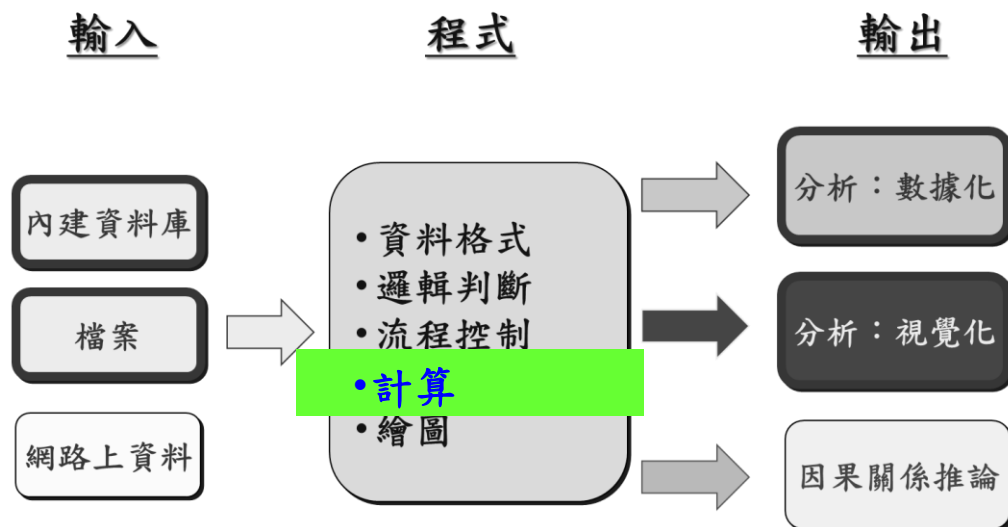 輸入
程式
輸出
內建資料庫
檔案
網路上資料
•資料格式
•邏輯判斷
•流程控制
•計算
•繪圖
分析：數據化
分析：視覺化
因果關係推論